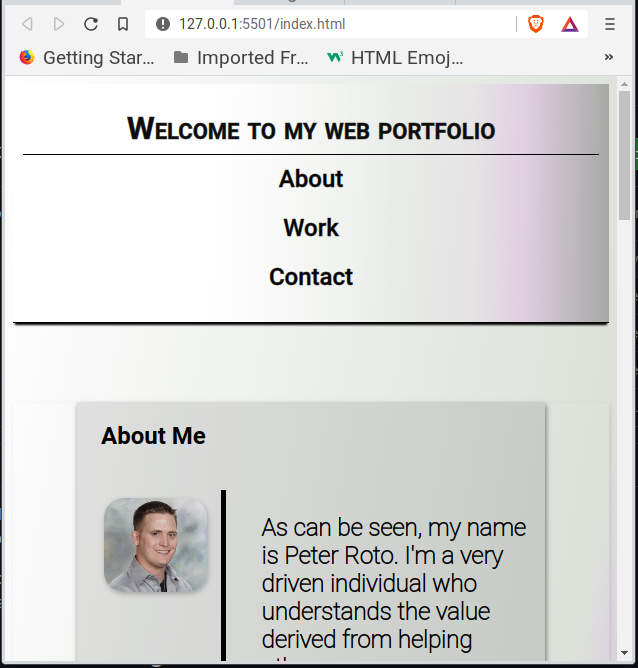 127.0.0.1:5501/index.html
Getting Star... Imported Fr... HTML Emoj... »
Welcome to my web portfolio
About
Work
Contact
About Me
As can be seen, my name
is Peter Roto. I'm a very
driven individual who
understands the value
derived from helping